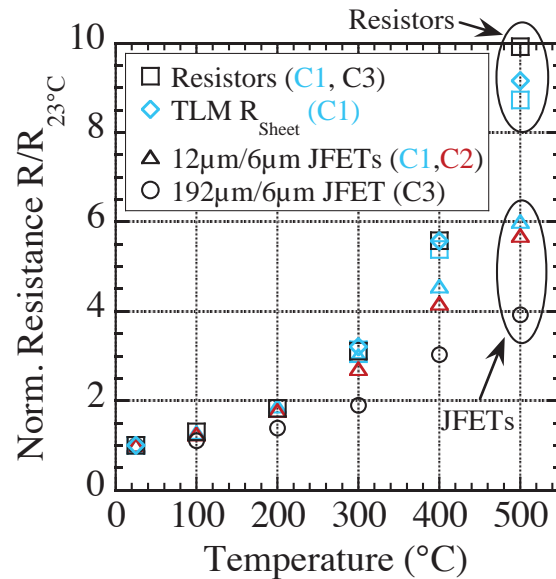 Resistors
10
8
6
4
2
0
Norm. Resistance R/R23°C
□ Resistors (C1, C3)
◇ TLM RSheet (C1)
△ 12µm/6µm JFETs (C1,C2)
○ 192µm/6µm JFET (C3)
JFETs
0 100 200 300 400 500
Temperature (°C)